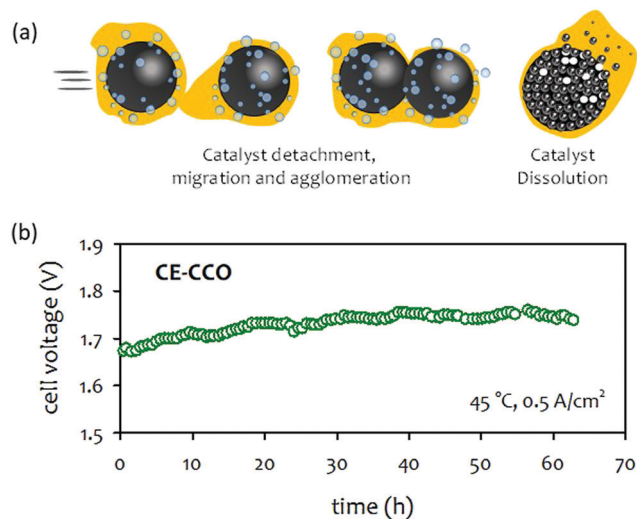 (a)
Catalyst detachment,
migration and agglomeration
Catalyst
Dissolution
(b)
CE-CCO
45 °C, 0.5 A/cm²
cell voltage (V)
1.9
1.8
1.7
1.6
1.5
0 10 20 30 40 50 60 70
time (h)